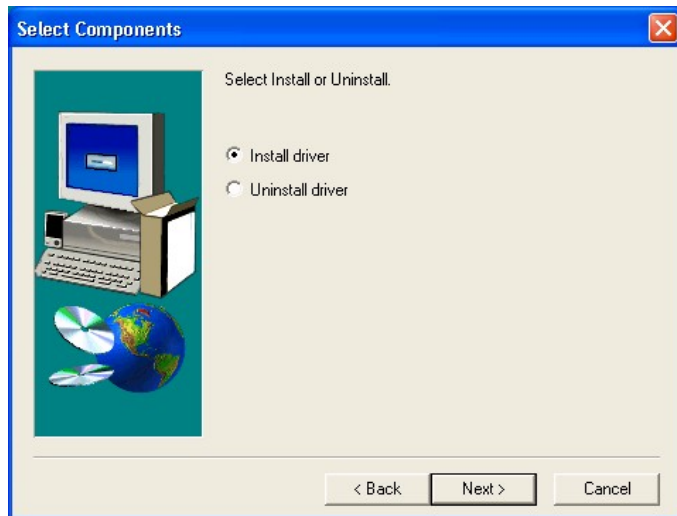 Select Components
Select Install or Uninstall.
Install driver
Uninstall driver
< Back
Next >
Cancel